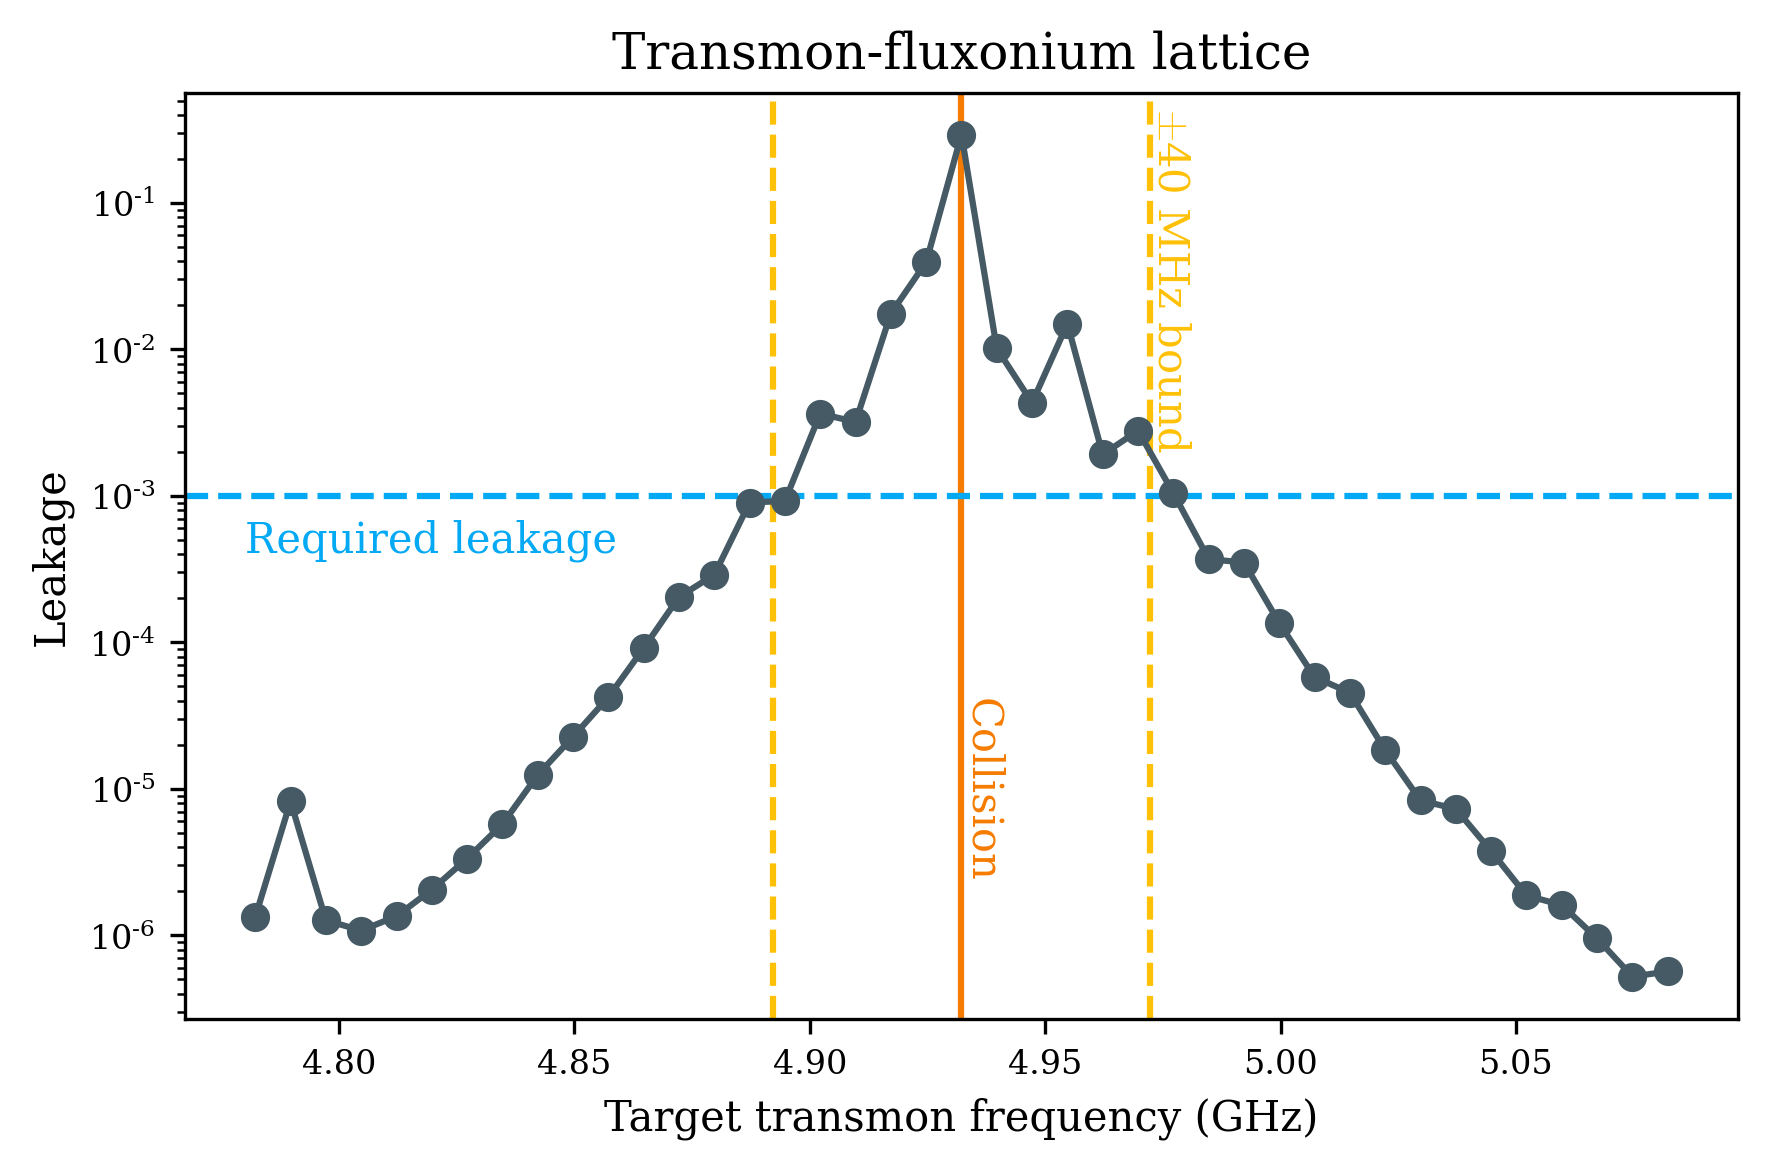 Transmon-fluxonium lattice
±40 MHz bound
10⁻¹
10⁻²
10⁻³
10⁻⁴
10⁻⁵
10⁻⁶
Leakage
Required leakage
Collision
4.80 4.85 4.90 4.95 5.00 5.05
Target transmon frequency (GHz)